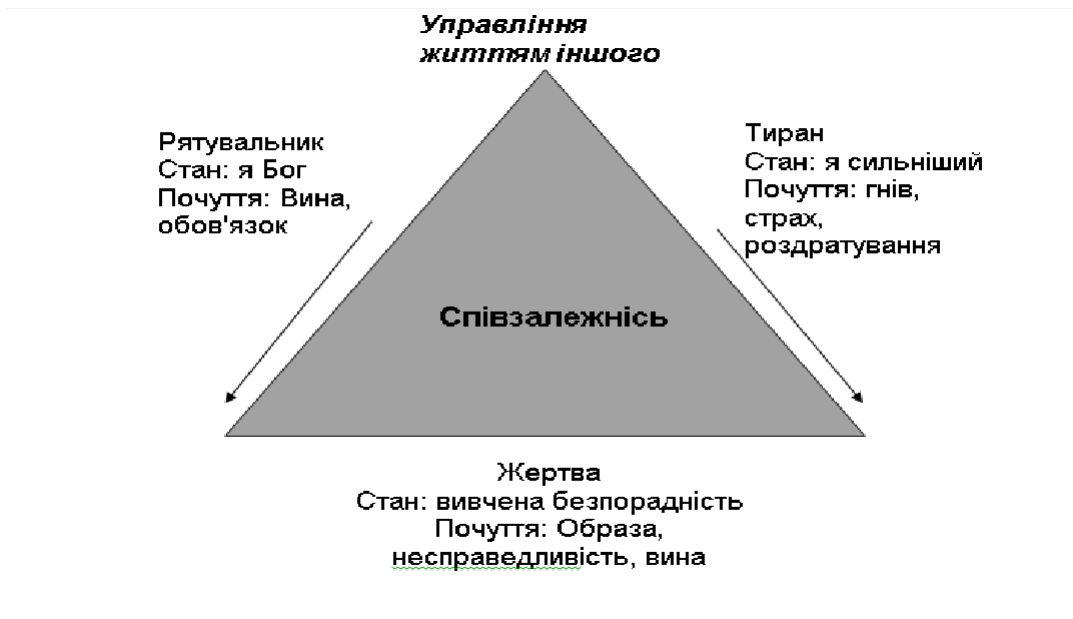 Управління
життям іншого
Рятувальник
Стан: я Бог
Почуття: Вина,
обов'язок
Тиран
Стан: я сильніший
Почуття: гнів,
страх,
роздратування
Співзалежнісь
Жертва
Стан: вивчена безпорадність
Почуття: Образа,
несправедливість, вина